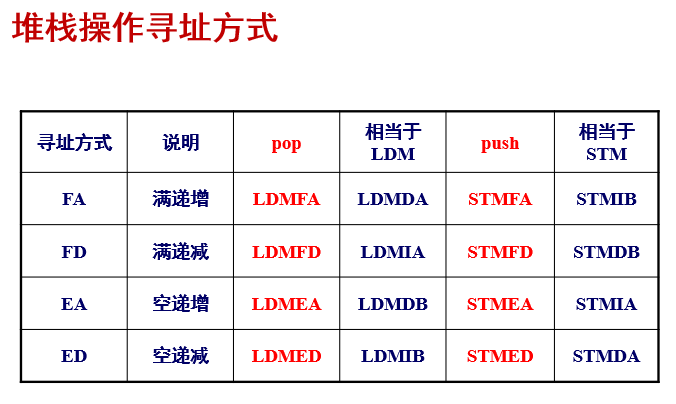 堆栈操作寻址方式
寻址方式 说明 pop 相当于 LDM push 相当于 STM
FA 满递增 LDMFA LDMDA STMFA STMIB
FD 满递减 LDMFD LDMIA STMFD STMDB
EA 空递增 LDMEA LDMDB STMEA STMIA
ED 空递减 LDMED LDMIB STMED STMDA